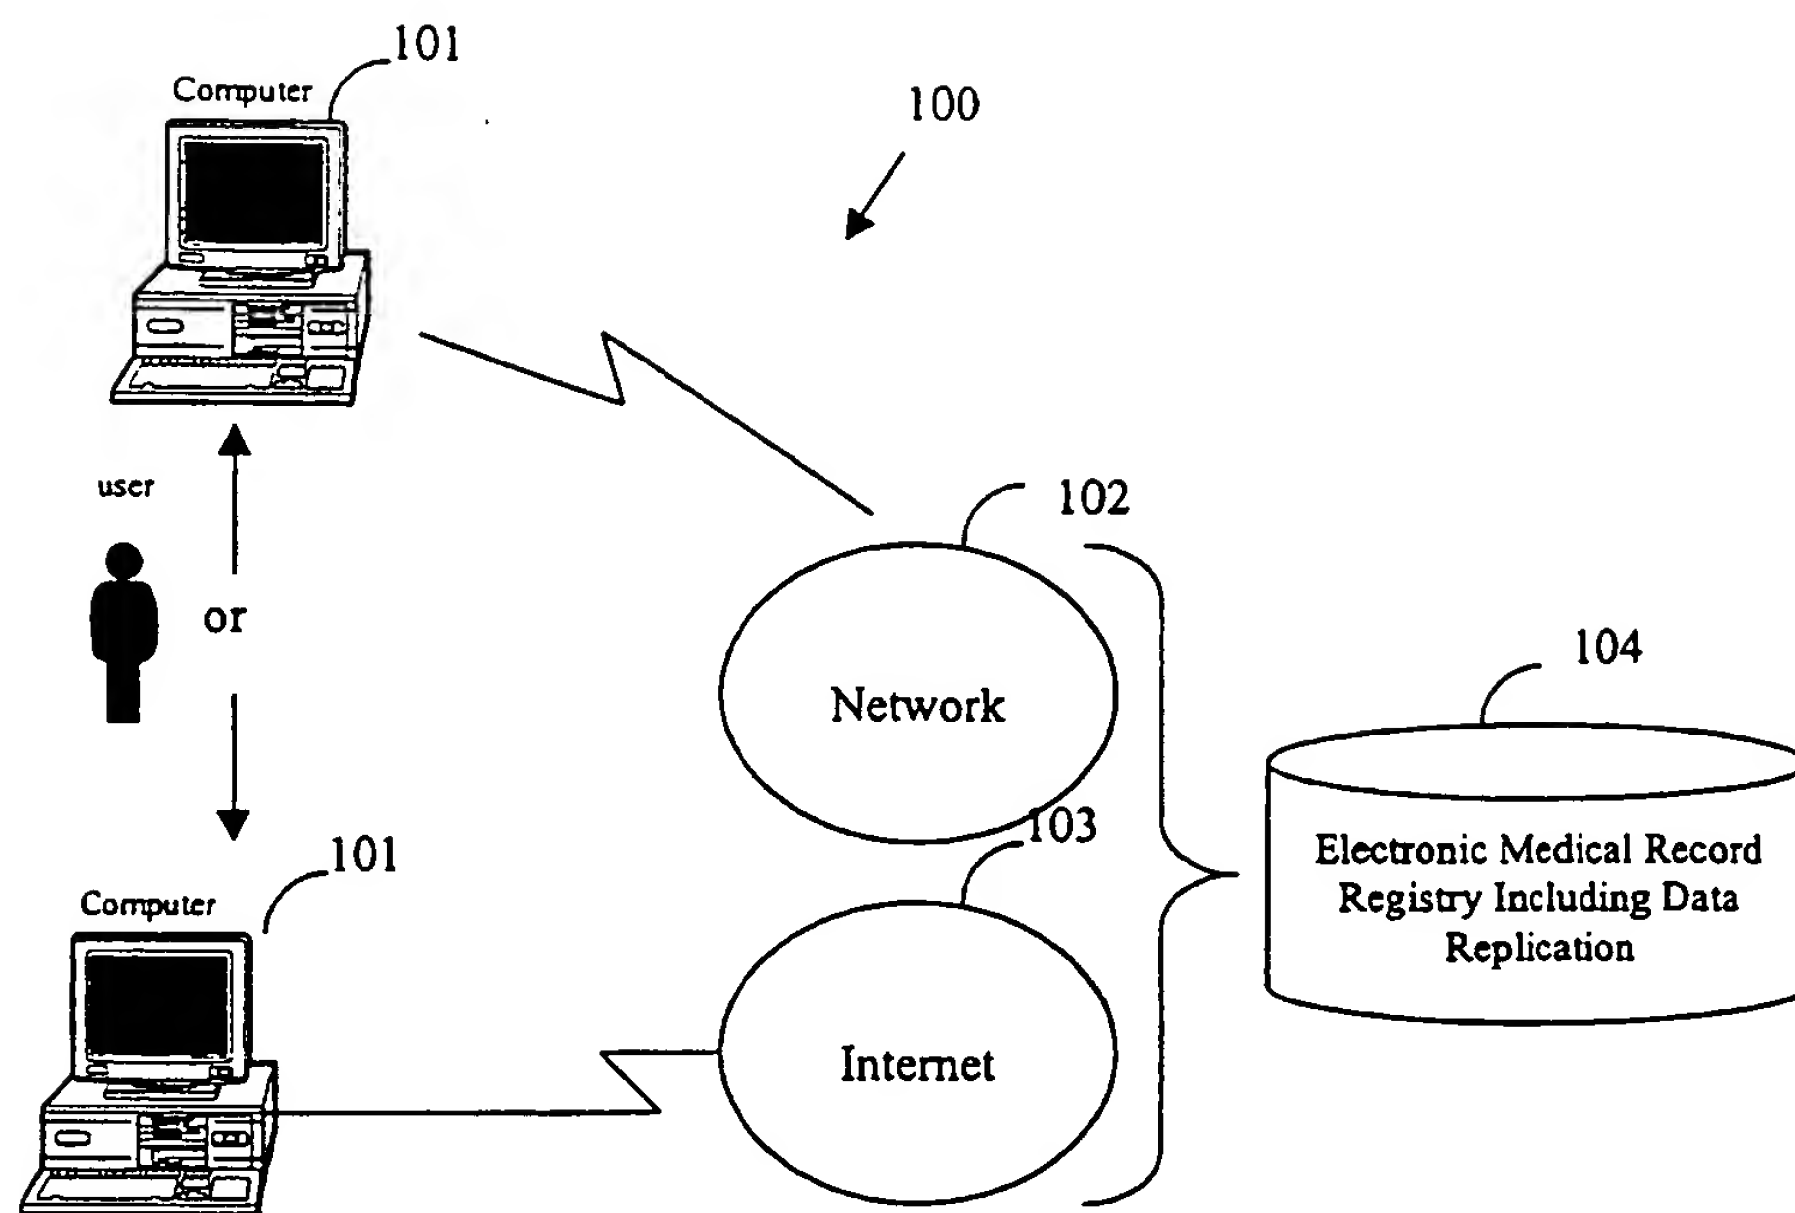 101
Computer
100
user
102
or
104
Network
103
101
Electronic Medical Record
Registry Including Data
Replication
Computer
Internet